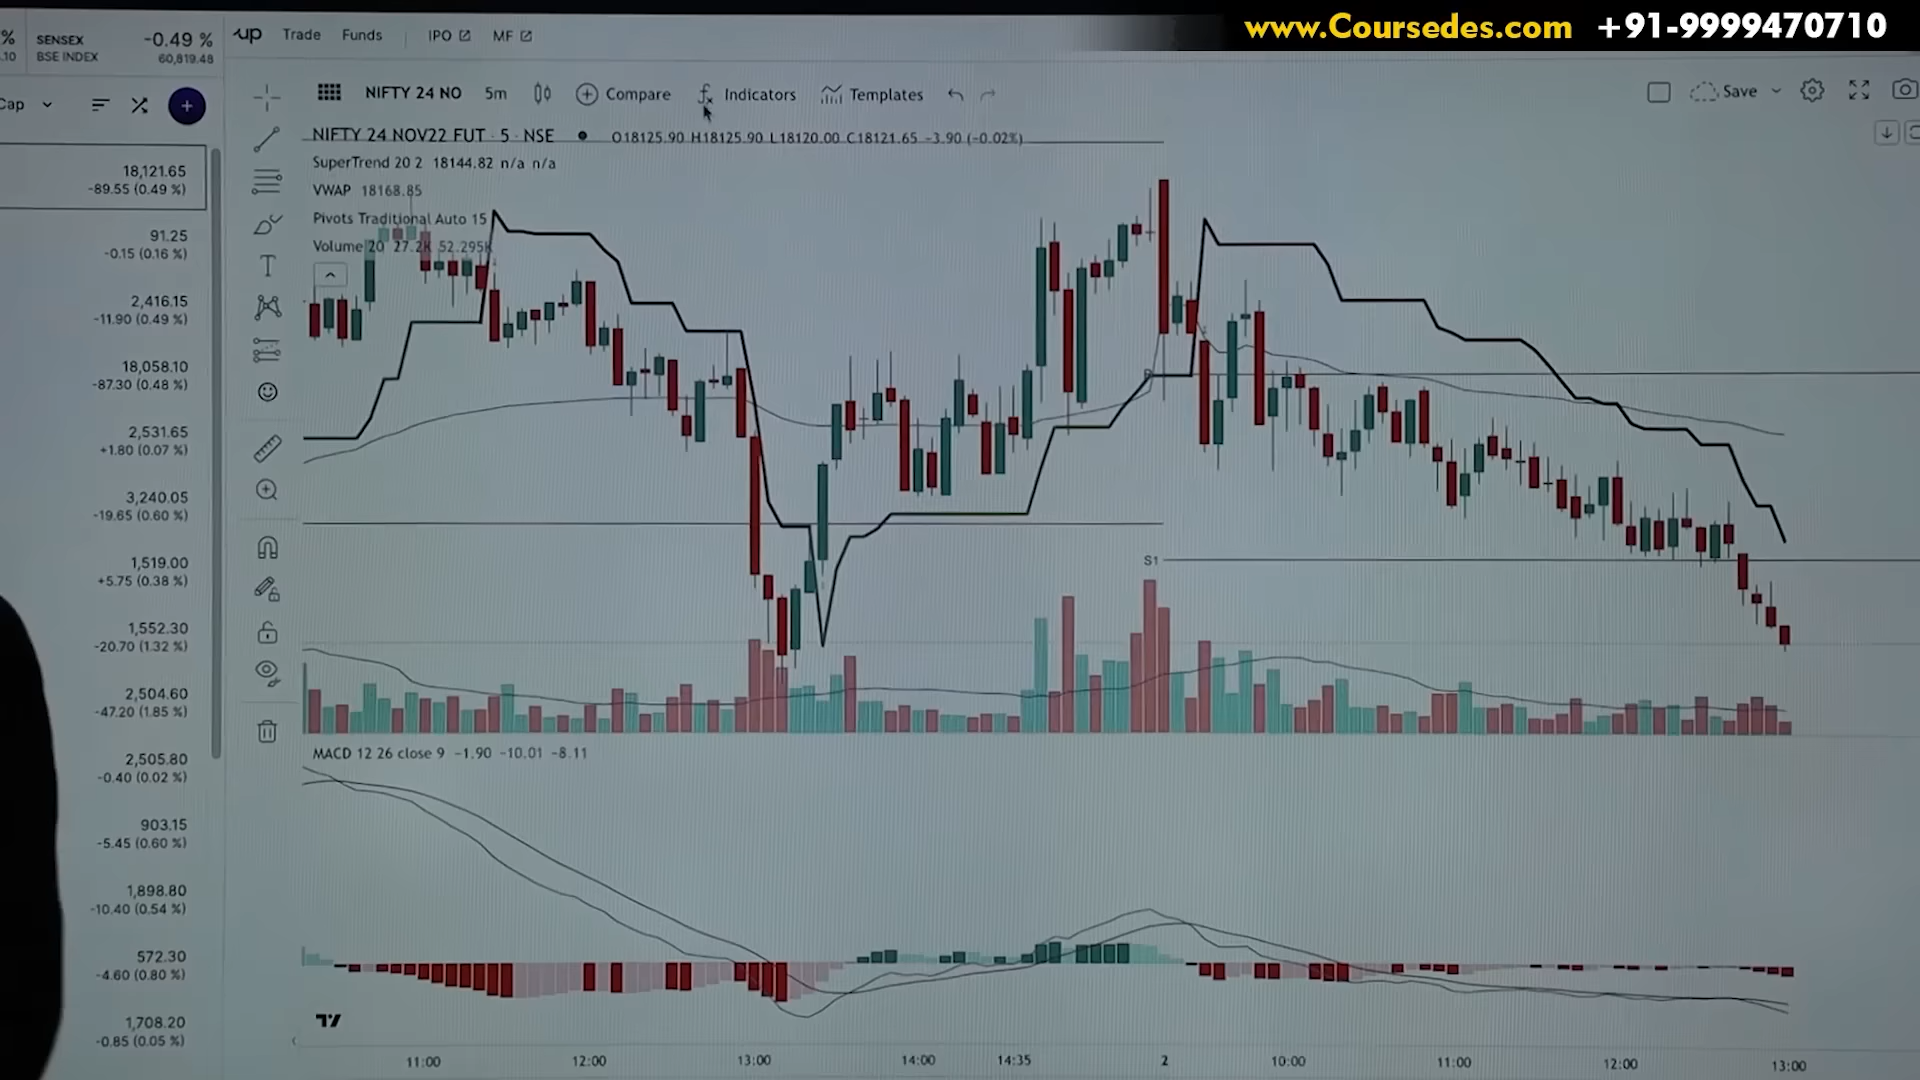 www.Coursedes.com +91-9999470710
%
.10
SENSEX
BSE INDEX
-0.49 %
60,819.48
up Trade Funds IPO MF
Cap
NIFTY 24 NO 5m Compare Indicators Templates Save
NIFTY 24 NOV22 FUT · 5 · NSE O18125.90 H18125.90 L18120.00 C18121.65 −3.90 (−0.02%)
SuperTrend 20 2 18144.82 n/a n/a
VWAP 18168.85
Pivots Traditional Auto 15
Volume 20 27.2K 52.295K
18,121.65
-89.55 (0.49 %)
91.25
-0.15 (0.16 %)
2,416.15
-11.90 (0.49 %)
18,058.10
-87.30 (0.48 %)
2,531.65
+1.80 (0.07 %)
3,240.05
-19.65 (0.60 %)
1,519.00
+5.75 (0.38 %)
1,552.30
-20.70 (1.32 %)
2,504.60
-47.20 (1.85 %)
2,505.80
-0.40 (0.02 %)
903.15
-5.45 (0.60 %)
1,898.80
-10.40 (0.54 %)
572.30
-4.60 (0.80 %)
1,708.20
-0.85 (0.05 %)
P
S1
MACD 12 26 close 9 −1.90 −10.01 −8.11
11:00 12:00 13:00 14:00 14:35 2 10:00 11:00 12:00 13:00